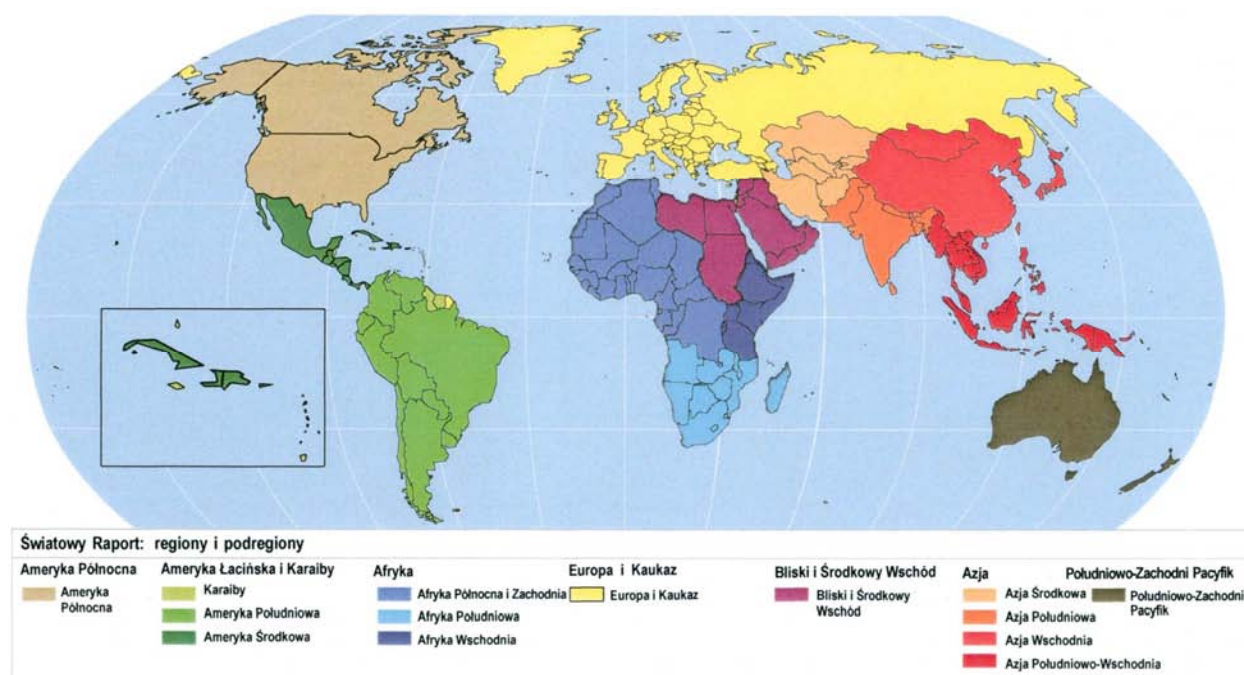 Światowy Raport: regiony i podregiony
Ameryka Północna
Ameryka
Północna
Ameryka Łacińska i Karaiby
Karaiby
Ameryka Południowa
Ameryka Środkowa
Afryka
Afryka Północna i Zachodnia
Afryka Południowa
Afryka Wschodnia
Europa i Kaukaz
Europa i Kaukaz
Bliski i Środkowy Wschód
Bliski i Środkowy
Wschód
Azja
Azja Środkowa
Azja Południowa
Azja Wschodnia
Azja Południowo-Wschodnia
Południowo-Zachodni Pacyfik
Południowo-Zachodni
Pacyfik